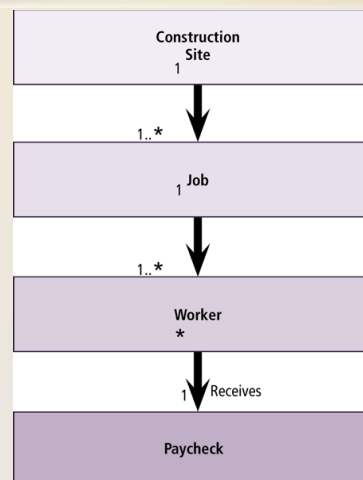 Construction
Site
1
1..*
Job
1
1..*
Worker
*
1
Receives
Paycheck